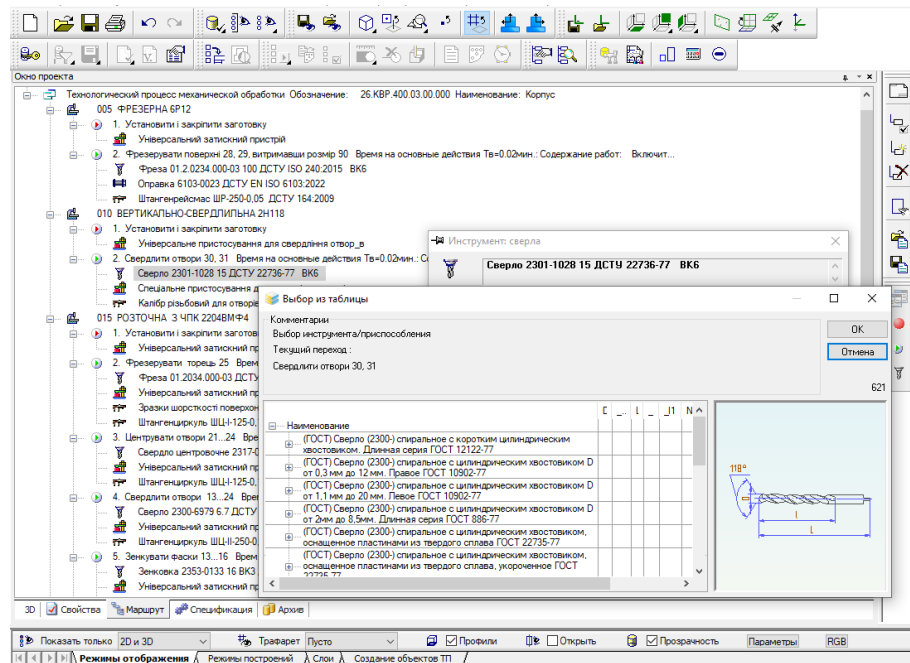 Окно проекта
Технологический процесс механической обработки Обозначение: 26.КВР.400.03.00.000 Наименование: Корпус
005 ФРЕЗЕРНА 6Р12
1. Установити і закріпити заготовку
Універсальний затискний пристрій
2. Фрезерувати поверхні 28, 29, витримавши розмір 90 Время на основные действия Тв=0.02мин.: Содержание работ: Включит...
Фреза 01.2.0234.000-03 100 ДСТУ ISO 240:2015 ВК6
Оправка 6103-0023 ДСТУ EN ISO 6103:2022
Штангенрейсмас ШР-250-0,05 ДСТУ 164:2009
010 ВЕРТИКАЛЬНО-СВЕРДЛИЛЬНА 2Н118
1. Установити і закріпити заготовку
Універсальне пристосування для свердління отвор_в
2. Свердлити отвори 30, 31 Время на основные действия Тв=0.02мин.: С
Сверло 2301-1028 15 ДСТУ 22736-77 ВК6
Спеціальне пристосування д
Калібр різьбовий для отворів
015 РОЗТОЧНА З ЧПК 2204ВМФ4
1. Установити і закріпити заготов
Універсальний затискний пр
2. Фрезерувати торець 25 Врем
Фреза 01.2034.000-03 ДСТУ
Універсальний затискний пр
Зразки шорсткості поверхон
Штангенциркуль ШЦ-І-125-0,
3. Центрувати отвори 21...24 Вре
Свердло центровочне 2317-0
Універсальний затискний пр
Штангенциркуль ШЦ-І-125-0,
4. Свердлити отвори 13...24 Врем
Сверло 2300-6979 6.7 ДСТУ
Універсальний затискний пр
Штангенциркуль ШЦ-ІІ-250-0
5. Зенкувати фаски 13...16 Время
Зенковка 2353-0133 16 ВК3
Універсальний затискний пр
Инструмент: сверла
Сверло 2301-1028 15 ДСТУ 22736-77 ВК6
Выбор из таблицы
Комментарии
Выбор инструмента/приспособления
Текущий переход :
Свердлити отвори 30, 31
OK
Отмена
621
Наименование
(ГОСТ) Сверло (2300-) спиральное с коротким цилиндрическим
хвостовиком. Длинная серия ГОСТ 12122-77
(ГОСТ) Сверло (2300-) спиральное с цилиндрическим хвостовиком D
от 0,3 мм до 12 мм. Правое ГОСТ 10902-77
(ГОСТ) Сверло (2300-) спиральное с цилиндрическим хвостовиком D
от 1,1 мм до 20 мм. Левое ГОСТ 10902-77
(ГОСТ) Сверло (2300-) спиральное с цилиндрическим хвостовиком D
от 2мм до 8,5мм. Длинная серия ГОСТ 886-77
(ГОСТ) Сверло (2300-) спиральное с цилиндрическим хвостовиком,
оснащенное пластинами из твердого сплава ГОСТ 22735-77
(ГОСТ) Сверло (2300-) спиральное с цилиндрическим хвостовиком,
оснащенное пластинами из твердого сплава, укороченное ГОСТ
22735-77
118°
l
L
3D Свойства Маршрут Спецификация Архив
Показать только 2D и 3D Трафарет Пусто Профили Открыть Прозрачность Параметры RGB
Режимы отображения Режимы построений Слои Создание объектов ТП